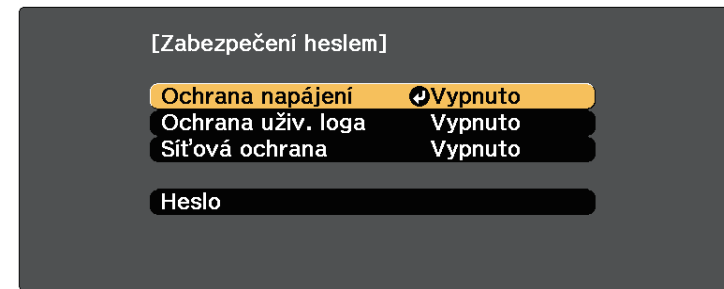 [Zabezpečení heslem]
Ochrana napájení Vypnuto
Ochrana uživ. loga Vypnuto
Síťová ochrana Vypnuto
Heslo